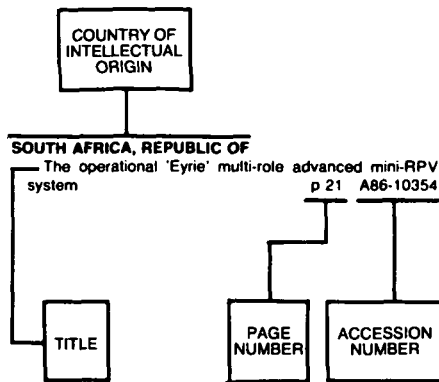 COUNTRY OF
INTELLECTUAL
ORIGIN
SOUTH AFRICA, REPUBLIC OF
The operational 'Eyrie' multi-role advanced mini-RPV
system p 21 A86-10354
TITLE
PAGE
NUMBER
ACCESSION
NUMBER